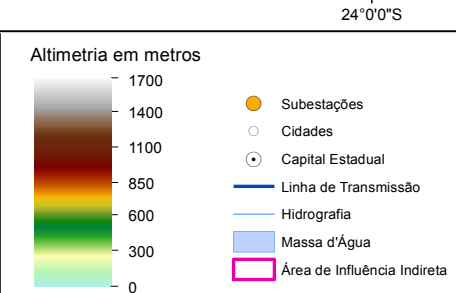 24°0'0"S
Altimetria em metros
1700
1400
1100
850
600
300
0
Subestações
Cidades
Capital Estadual
Linha de Transmissão
Hidrografia
Massa d'Água
Área de Influência Indireta